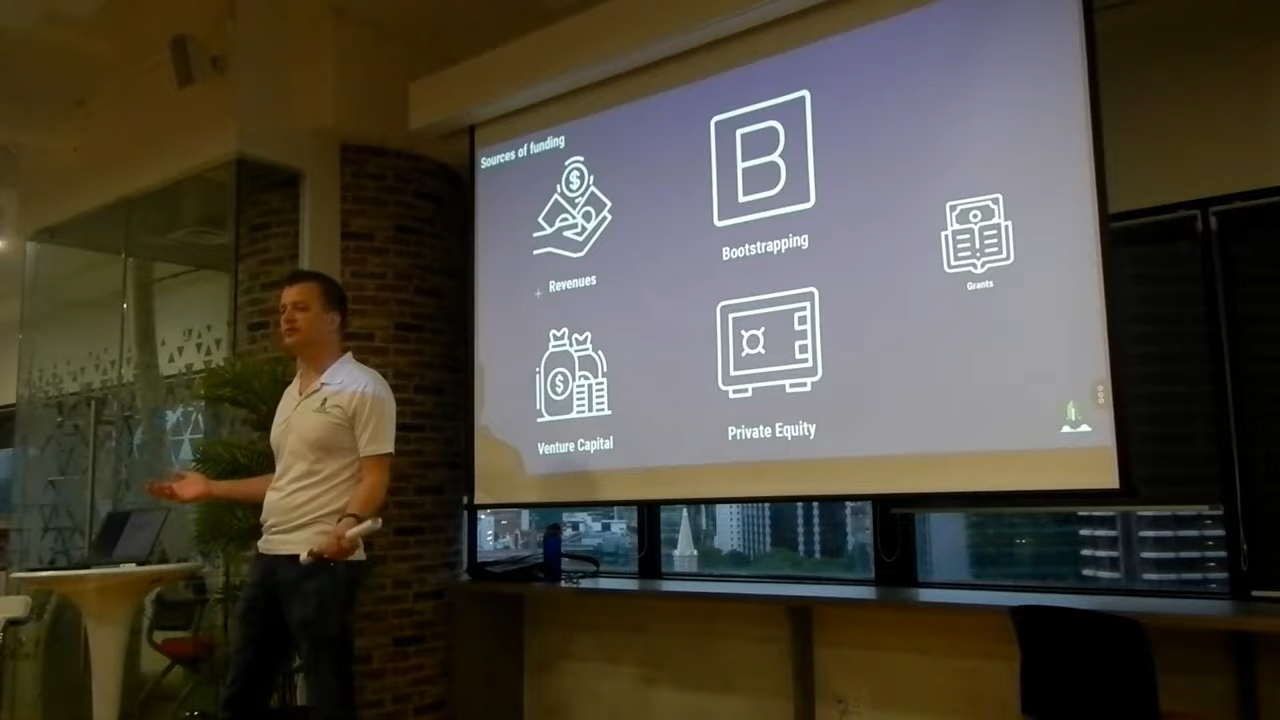 Sources of funding
B
$
Revenues
Bootstrapping
Grants
$
Venture Capital
Private Equity